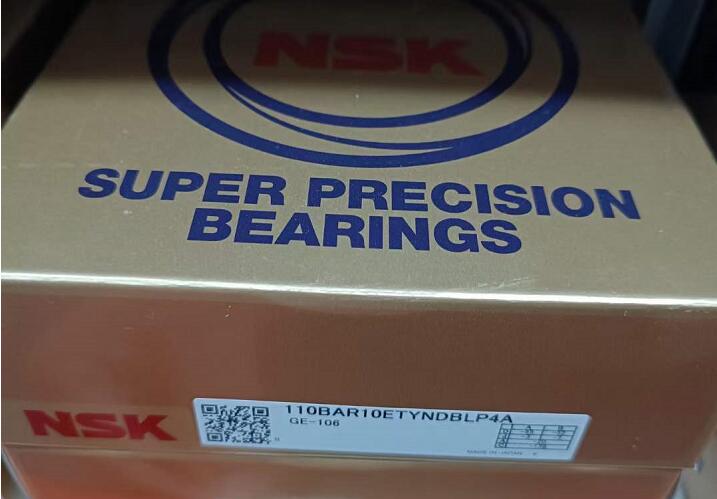 NSK
SUPER PRECISION
BEARINGS
NSK
110BAR10ETYNDBLP4A
GE-106
MADE IN JAPAN